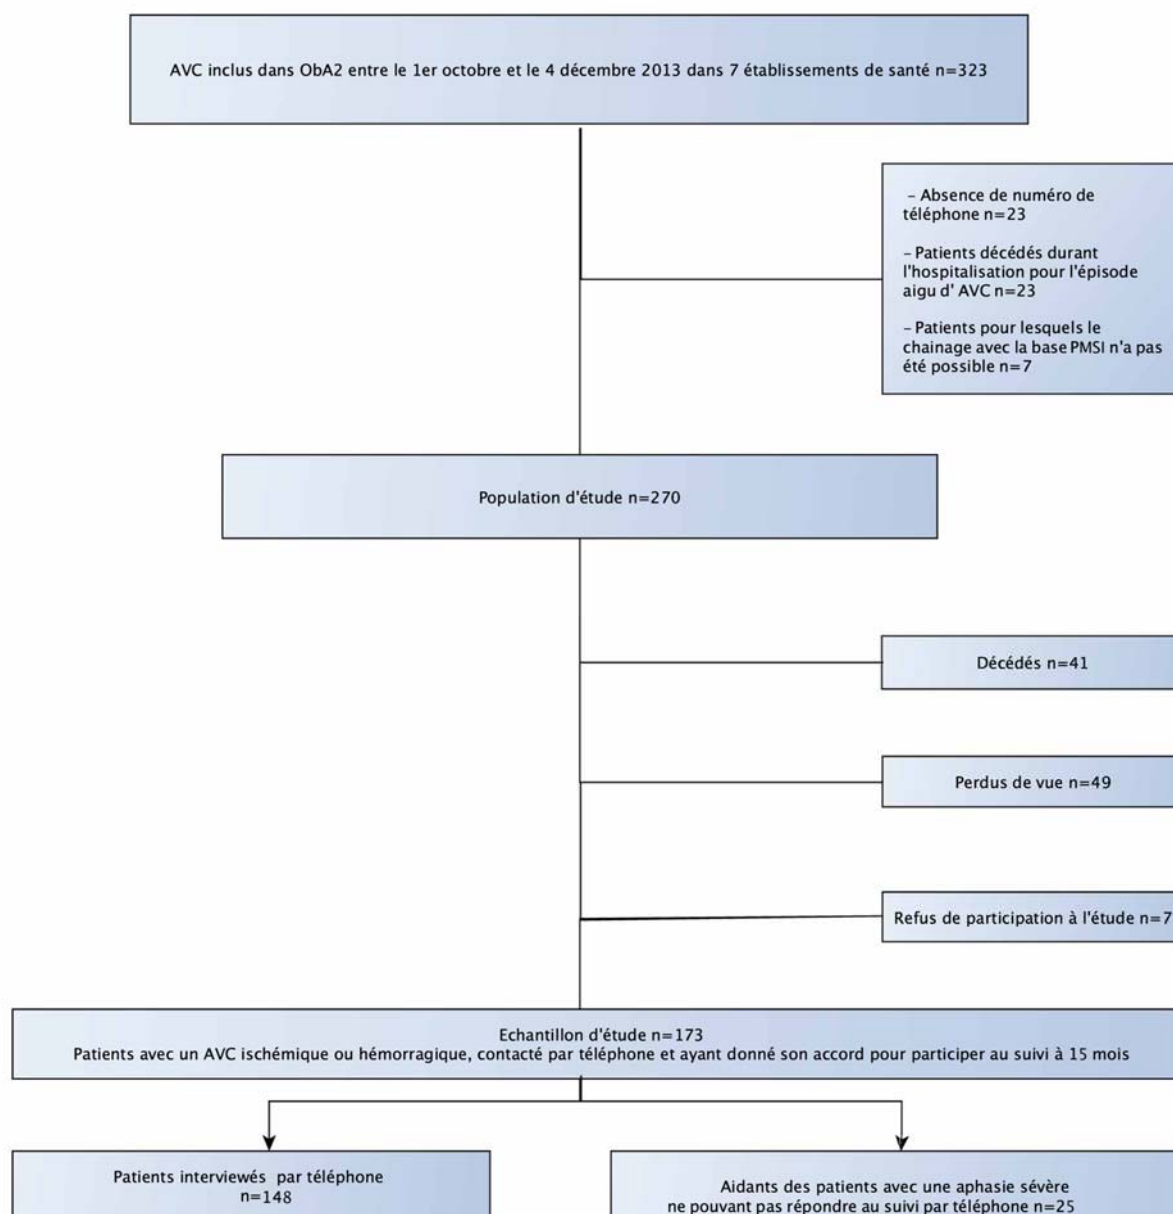 AVC inclus dans ObA2 entre le 1er octobre et le 4 décembre 2013 dans 7 établissements de santé n=323
– Absence de numéro de
téléphone n=23
– Patients décédés durant
l'hospitalisation pour l'épisode
aigu d' AVC n=23
– Patients pour lesquels le
chainage avec la base PMSI n'a pas
été possible n=7
Population d'étude n=270
Décédés n=41
Perdus de vue n=49
Refus de participation à l'étude n=7
Echantillon d'étude n=173
Patients avec un AVC ischémique ou hémorragique, contacté par téléphone et ayant donné son accord pour participer au suivi à 15 mois
Patients interviewés par téléphone
n=148
Aidants des patients avec une aphasie sévère
ne pouvant pas répondre au suivi par téléphone n=25